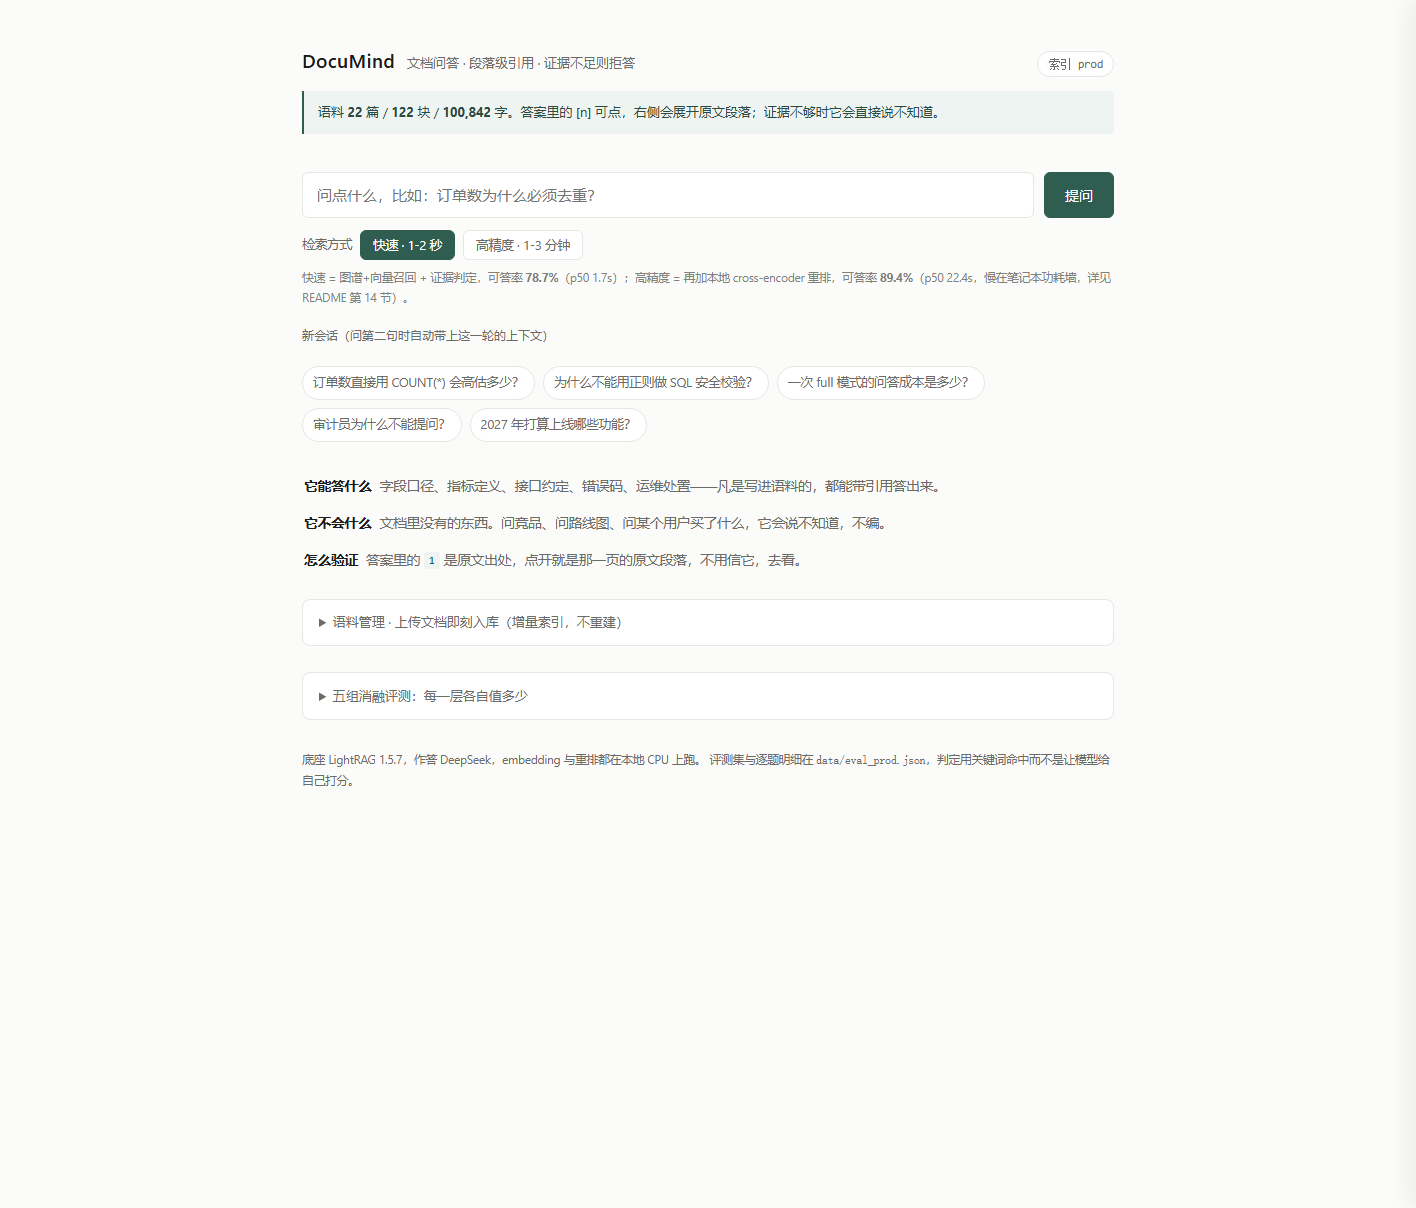 DocuMind 文档问答 · 段落级引用 · 证据不足则拒答
索引 prod
语料 22 篇 / 122 块 / 100,842 字。答案里的 [n] 可点，右侧会展开原文段落；证据不够时它会直接说不知道。
问点什么，比如：订单数为什么必须去重？
提问
检索方式 快速 · 1-2 秒 高精度 · 1-3 分钟
快速 = 图谱+向量召回 + 证据判定，可答率 78.7%（p50 1.7s）；高精度 = 再加本地 cross-encoder 重排，可答率 89.4%（p50 22.4s，慢在笔记本功耗墙，详见
README 第 14 节）。
新会话（问第二句时自动带上这一轮的上下文）
订单数直接用 COUNT(*) 会高估多少？ 为什么不能用正则做 SQL 安全校验？ 一次 full 模式的问答成本是多少？
审计员为什么不能提问？ 2027 年打算上线哪些功能？
它能答什么 字段口径、指标定义、接口约定、错误码、运维处置——凡是写进语料的，都能带引用答出来。
它不会什么 文档里没有的东西。问竞品、问路线图、问某个用户买了什么，它会说不知道，不编。
怎么验证 答案里的 1 是原文出处，点开就是那一页的原文段落，不用信它，去看。
▶ 语料管理 · 上传文档即刻入库（增量索引，不重建）
▶ 五组消融评测：每一层各自值多少
底座 LightRAG 1.5.7，作答 DeepSeek，embedding 与重排都在本地 CPU 上跑。 评测集与逐题明细在 data/eval_prod.json，判定用关键词命中而不是让模型给
自己打分。